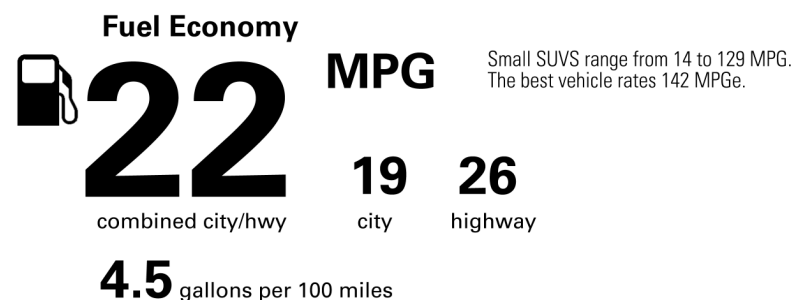 Fuel Economy
22
MPG
Small SUVS range from 14 to 129 MPG.
The best vehicle rates 142 MPGe.
19 26
combined city/hwy city highway
4.5 gallons per 100 miles